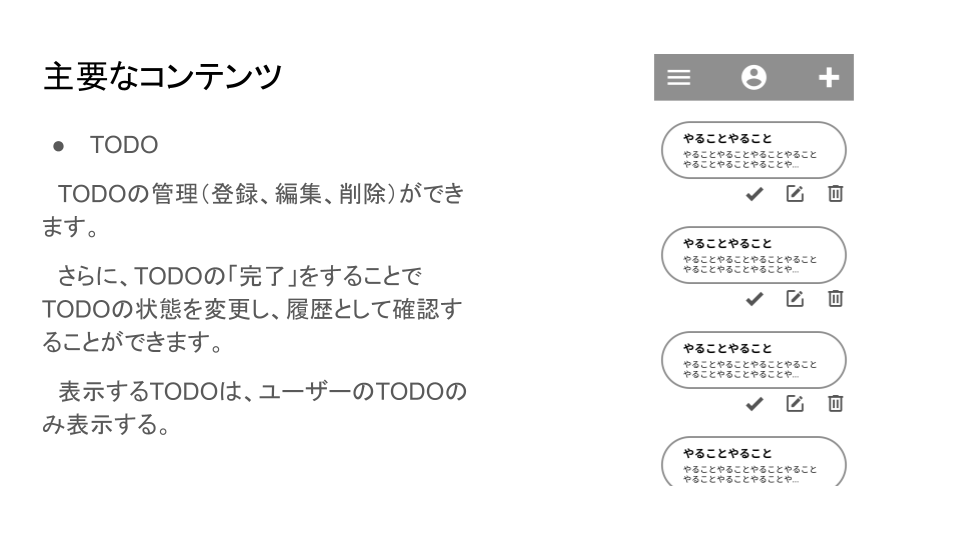 主要なコンテンツ
● TODO
TODOの管理（登録、編集、削除）ができ
ます。
さらに、TODOの「完了」をすることで
TODOの状態を変更し、履歴として確認す
ることができます。
表示するTODOは、ユーザーのTODOの
み表示する。
やることやること
やることやることやることやること
やることやることやることや...
やることやること
やることやることやることやること
やることやることやることや...
やることやること
やることやることやることやること
やることやることやることや...
やることやること
やることやることやることやること
やることやることやることや...